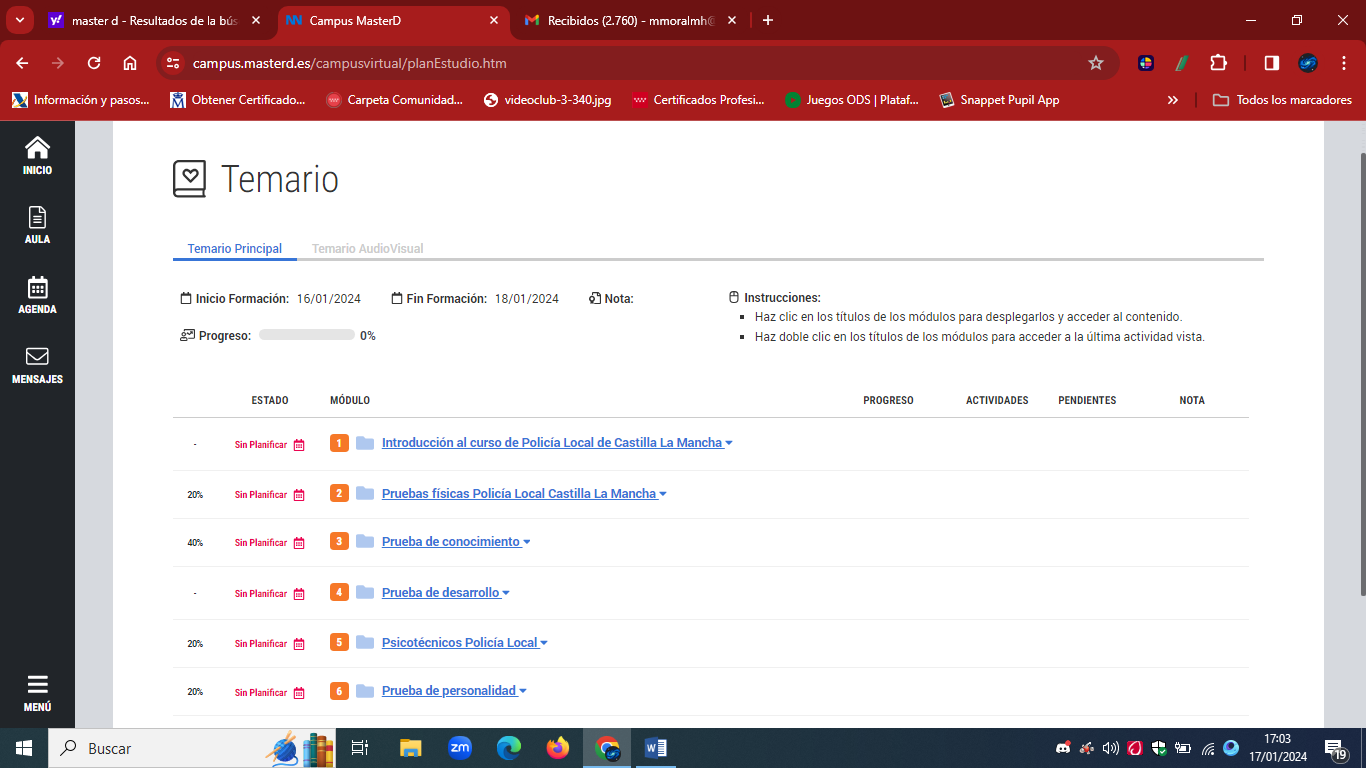 master d - Resultados de la bús
Campus MasterD
Recibidos (2.760) - mmoralmh@
campus.masterd.es/campusvirtual/planEstudio.htm
Información y pasos...
Obtener Certificado...
Carpeta Comunidad...
videoclub-3-340.jpg
Certificados Profesi...
Juegos ODS | Plataf...
Snappet Pupil App
Todos los marcadores
INICIO
AULA
AGENDA
MENSAJES
MENÚ
Temario
Temario Principal
Temario AudioVisual
Inicio Formación: 16/01/2024
Fin Formación: 18/01/2024
Nota:
Progreso: 0%
Instrucciones:
Haz clic en los títulos de los módulos para desplegarlos y acceder al contenido.
Haz doble clic en los títulos de los módulos para acceder a la última actividad vista.
ESTADO MÓDULO PROGRESO ACTIVIDADES PENDIENTES NOTA
- Sin Planificar 1 Introducción al curso de Policía Local de Castilla La Mancha
20% Sin Planificar 2 Pruebas físicas Policía Local Castilla La Mancha
40% Sin Planificar 3 Prueba de conocimiento
- Sin Planificar 4 Prueba de desarrollo
20% Sin Planificar 5 Psicotécnicos Policía Local
20% Sin Planificar 6 Prueba de personalidad
Buscar
zm
17:03
17/01/2024
19